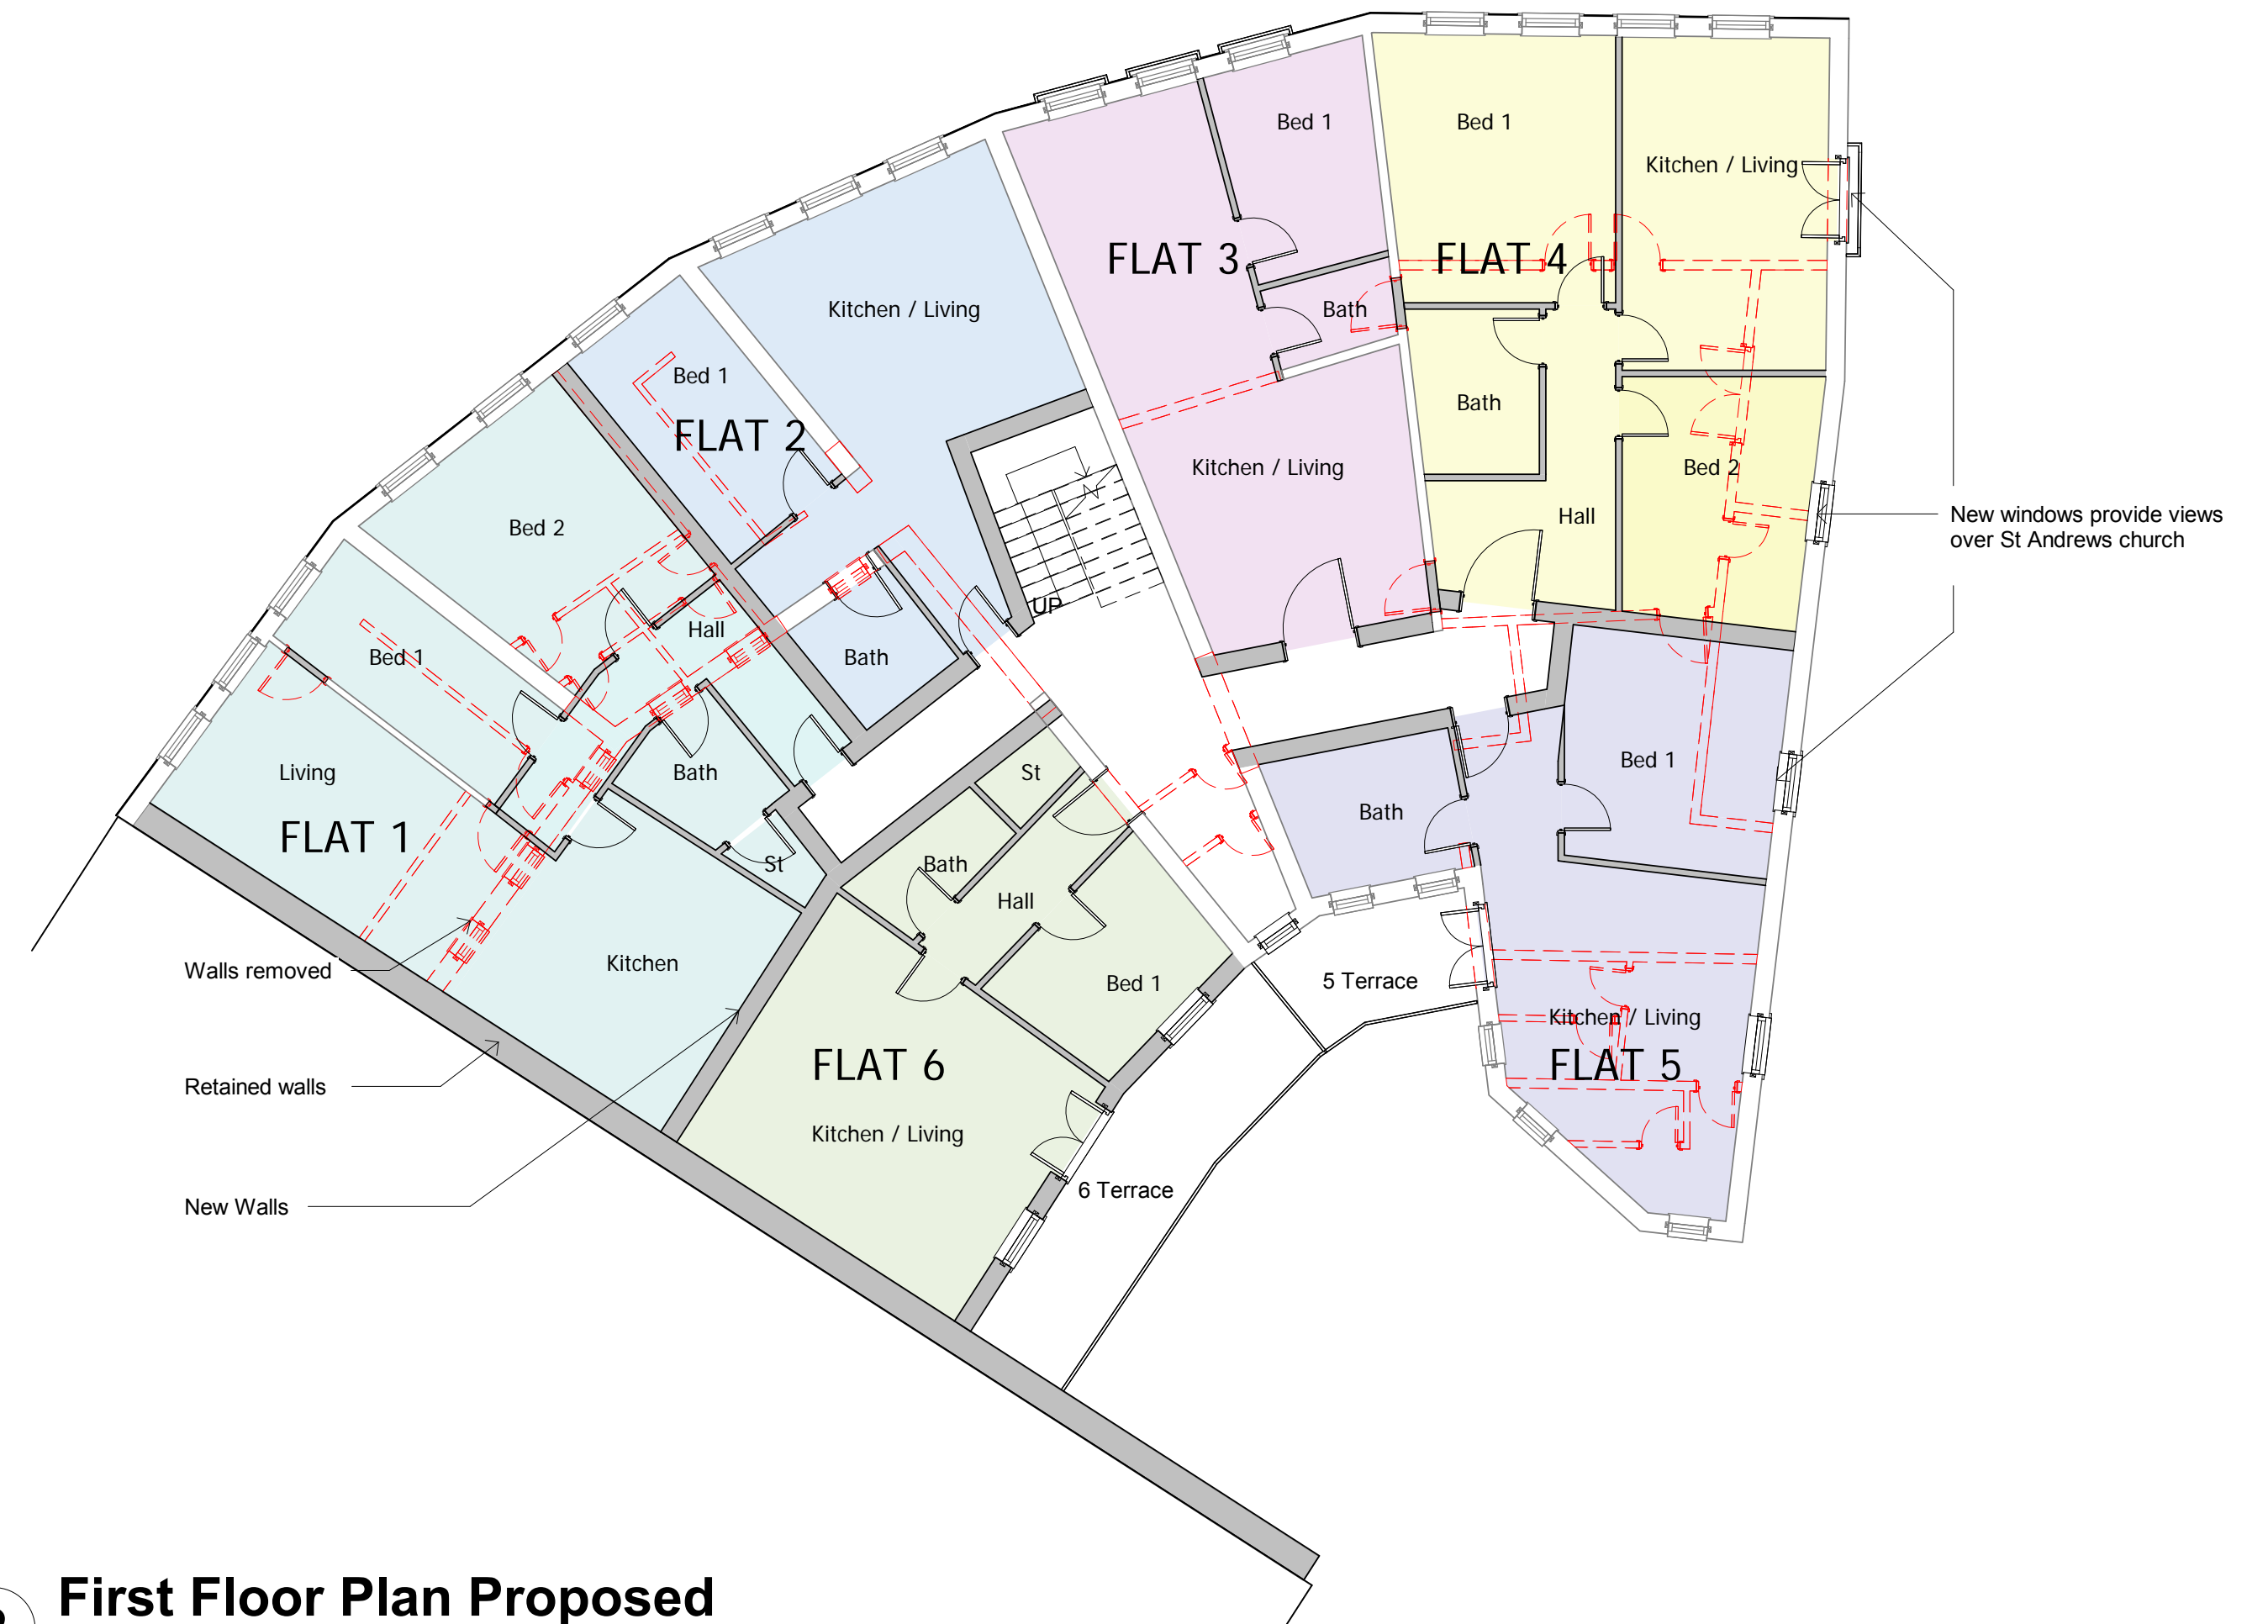 Bed 1
Bed 1
Kitchen / Living
FLAT 3
FLAT 4
Bath
Kitchen / Living
Bed 1
FLAT 2
Bath
Kitchen / Living
Bed 2
Hall
New windows provide views
over St Andrews church
Bed 2
UP
Hall
Bed 1
Bath
Living
Bath
St
Bed 1
Bath
FLAT 1
St
Bath
Hall
Walls removed
Kitchen
Bed 1
5 Terrace
Kitchen / Living
FLAT 6
FLAT 5
Retained walls
Kitchen / Living
6 Terrace
New Walls
First Floor Plan Proposed